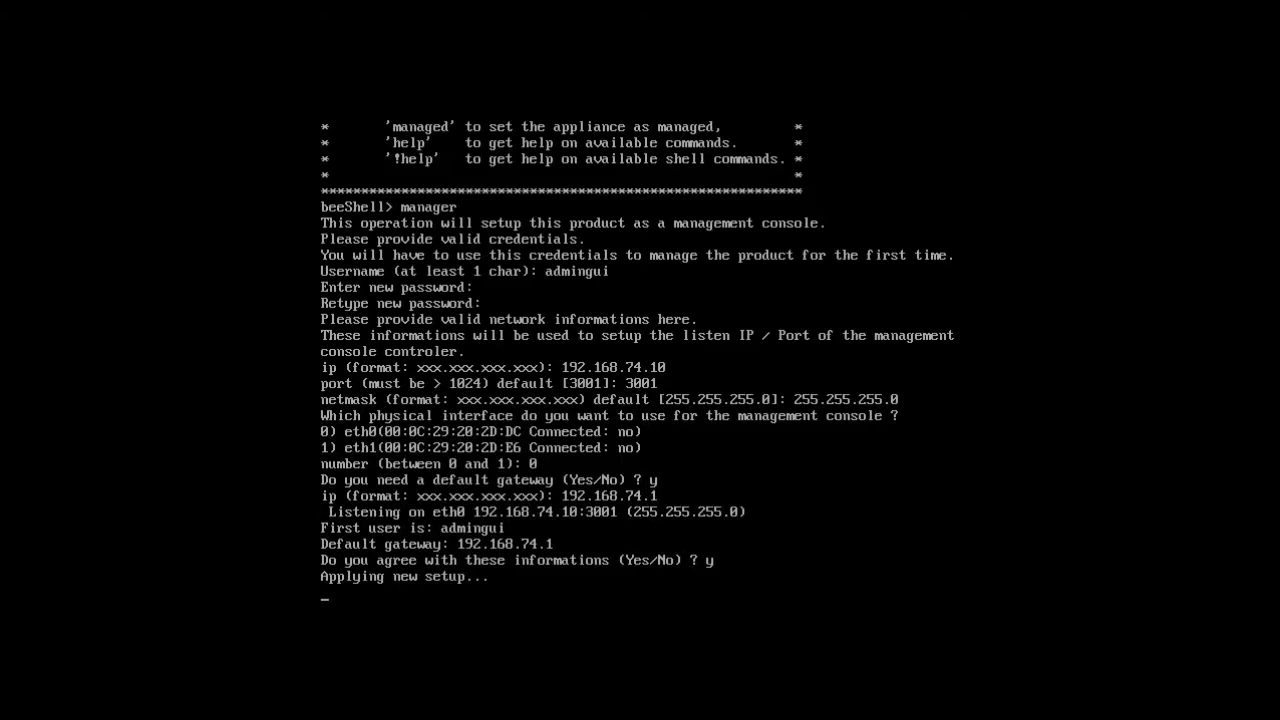 *       'managed' to set the appliance as managed,         *
*       'help'    to get help on available commands.       *
*       '!help'   to get help on available shell commands. *
*                                                          *
************************************************************
beeShell> manager
This operation will setup this product as a management console.
Please provide valid credentials.
You will have to use this credentials to manage the product for the first time.
Username (at least 1 char): admingui
Enter new password:
Retype new password:
Please provide valid network informations here.
These informations will be used to setup the listen IP / Port of the management
console controler.
ip (format: xxx.xxx.xxx.xxx): 192.168.74.10
port (must be > 1024) default [3001]: 3001
netmask (format: xxx.xxx.xxx.xxx) default [255.255.255.0]: 255.255.255.0
Which physical interface do you want to use for the management console ?
0) eth0(00:0C:29:20:2D:DC Connected: no)
1) eth1(00:0C:29:20:2D:E6 Connected: no)
number (between 0 and 1): 0
Do you need a default gateway (Yes/No) ? y
ip (format: xxx.xxx.xxx.xxx): 192.168.74.1
 Listening on eth0 192.168.74.10:3001 (255.255.255.0)
First user is: admingui
Default gateway: 192.168.74.1
Do you agree with these informations (Yes/No) ? y
Applying new setup...
_